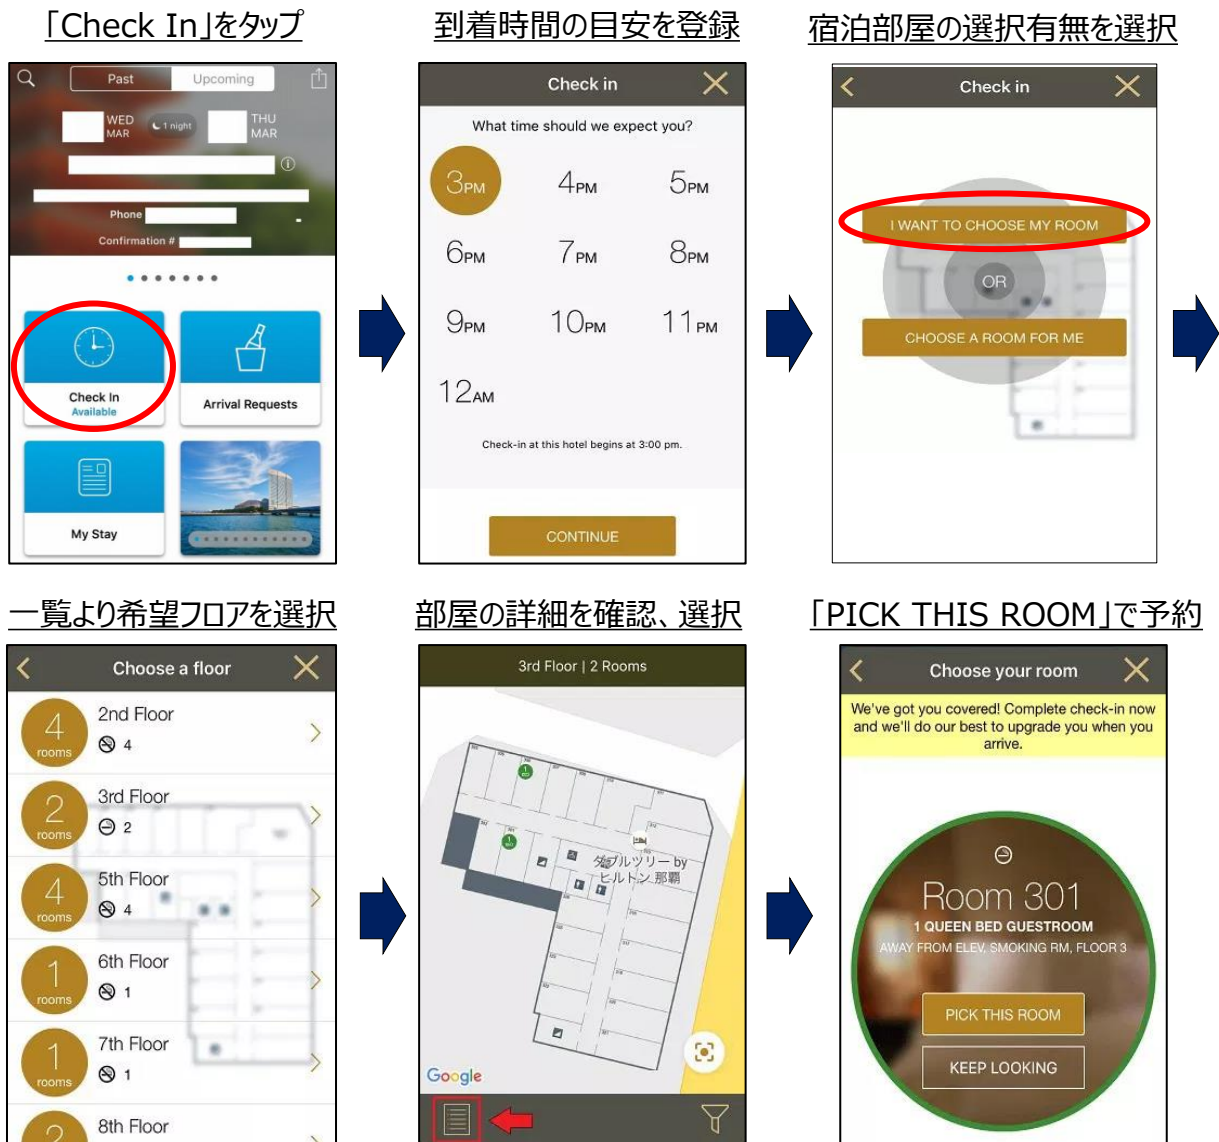 「Check In」をタップ
到着時間の目安を登録
宿泊部屋の選択有無を選択
Past
Upcoming
WED
MAR
1 night
THU
MAR
Phone
Confirmation #
Check In
Available
Arrival Requests
My Stay
Check in
What time should we expect you?
3PM
4PM
5PM
6PM
7PM
8PM
9PM
10PM
11PM
12AM
Check-in at this hotel begins at 3:00 pm.
CONTINUE
Check in
I WANT TO CHOOSE MY ROOM
OR
CHOOSE A ROOM FOR ME
一覧より希望フロアを選択
部屋の詳細を確認、選択
「PICK THIS ROOM」で予約
Choose a floor
4
rooms
2nd Floor
4
2
rooms
3rd Floor
2
4
rooms
5th Floor
4
1
rooms
6th Floor
1
1
rooms
7th Floor
1
2
8th Floor
3rd Floor | 2 Rooms
1
1
ダブルツリー by
ヒルトン 那覇
Google
Choose your room
We've got you covered! Complete check-in now
and we'll do our best to upgrade you when you
arrive.
Room 301
1 QUEEN BED GUESTROOM
AWAY FROM ELEV, SMOKING RM, FLOOR 3
PICK THIS ROOM
KEEP LOOKING